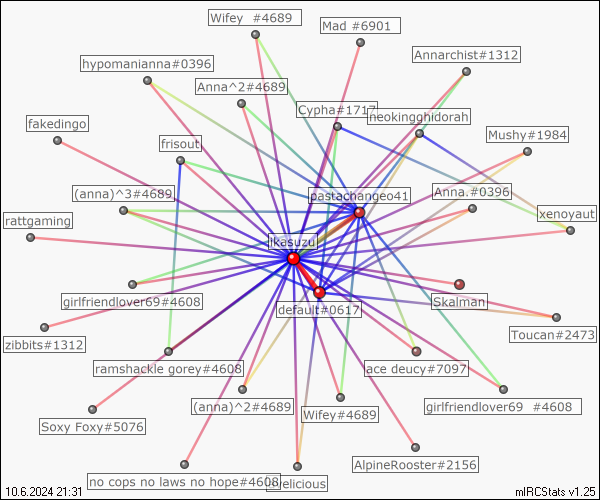 Wifey #4689
Mad #6901
Annarchist#1312
hypomanianna#0396
Anna^2#4689
Cypha#1717
neokingghidorah
fakedingo
frisout
Mushy#1984
(anna)^3#4689
pastachangeo41
Anna.#0396
rattgaming
ikasuzu
xenoyaut
girlfriendlover69#4608
default#0617
Skalman
zibbits#1312
Toucan#2473
ramshackle gorey#4608
ace deucy#7097
(anna)^2#4689
Wifey#4689
girlfriendlover69 #4608
Soxy Foxy#5076
AlpineRooster#2156
no cops no laws no hope#4608
10.6.2024 21:31
mIRCStats v1.25